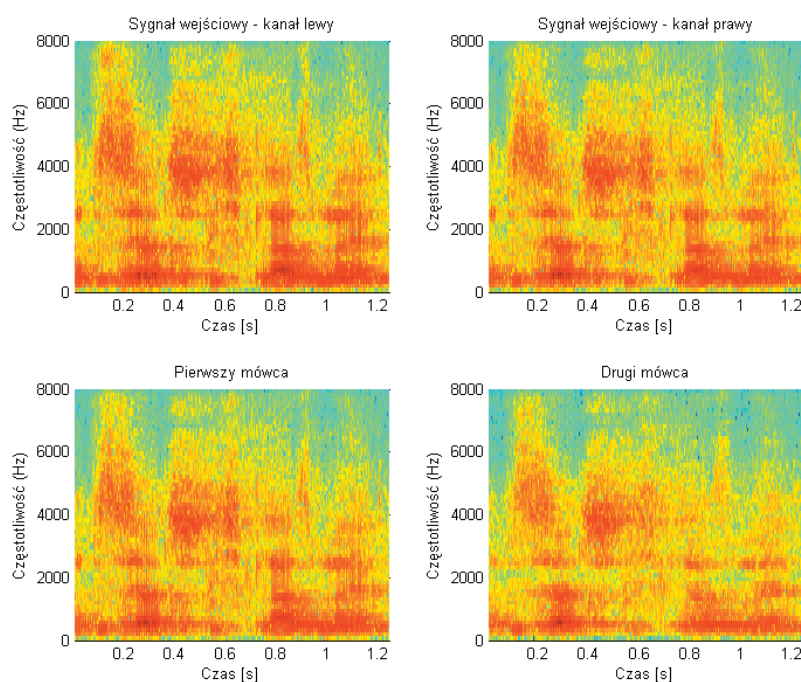 Sygnał wejściowy - kanał lewy
8000
6000
4000
2000
0
Częstotliwość (Hz)
0.2 0.4 0.6 0.8 1 1.2
Czas [s]
Sygnał wejściowy - kanał prawy
8000
6000
4000
2000
0
Częstotliwość (Hz)
0.2 0.4 0.6 0.8 1 1.2
Czas [s]
Pierwszy mówca
8000
6000
4000
2000
0
Częstotliwość (Hz)
0.2 0.4 0.6 0.8 1 1.2
Czas [s]
Drugi mówca
8000
6000
4000
2000
0
Częstotliwość (Hz)
0.2 0.4 0.6 0.8 1 1.2
Czas [s]